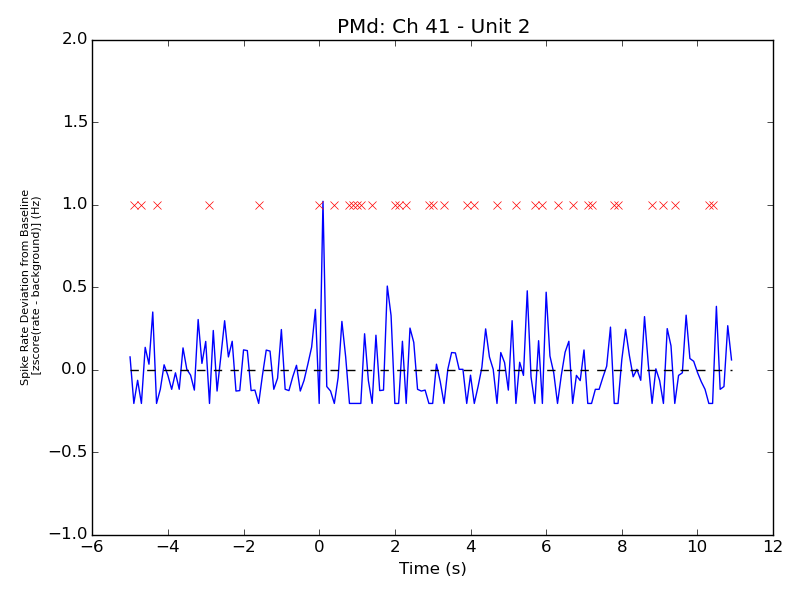 PMd: Ch 41 - Unit 2
2.0
1.5
1.0
0.5
0.0
−0.5
−1.0
Spike Rate Deviation from Baseline
[zscore(rate - background)] (Hz)
−6 −4 −2 0 2 4 6 8 10 12
Time (s)